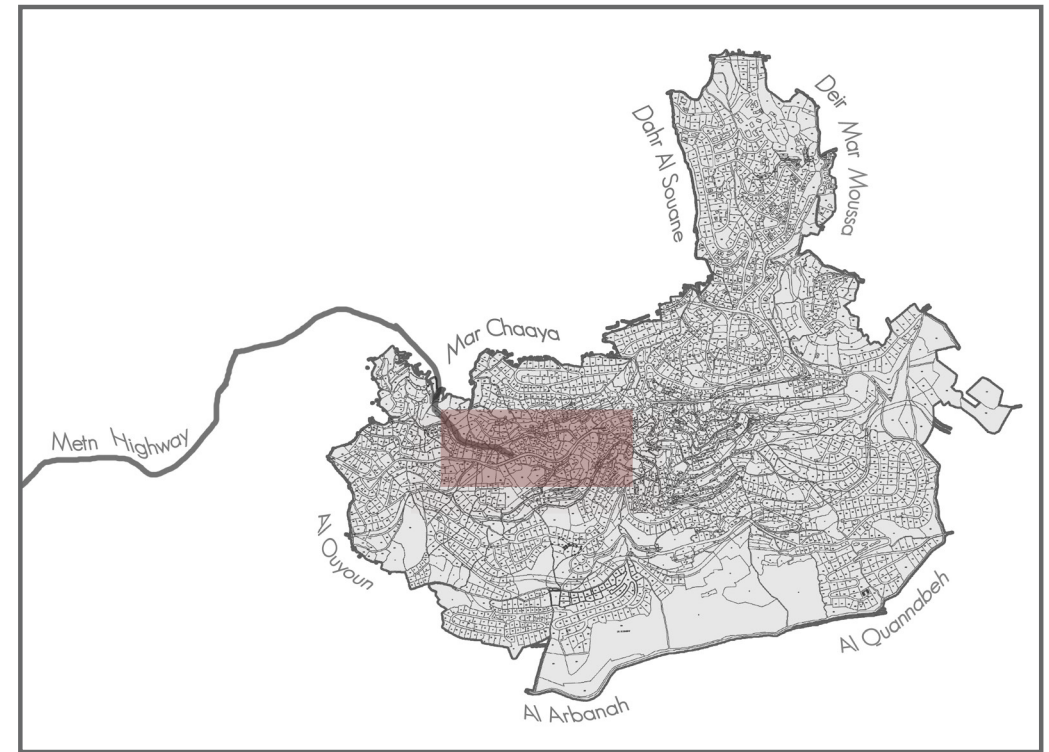 Deir Mar Moussa
Dahr Al Souane
Mar Chaaya
Metn Highway
Al Ouyoun
Al Quannabeh
Al Arbanah